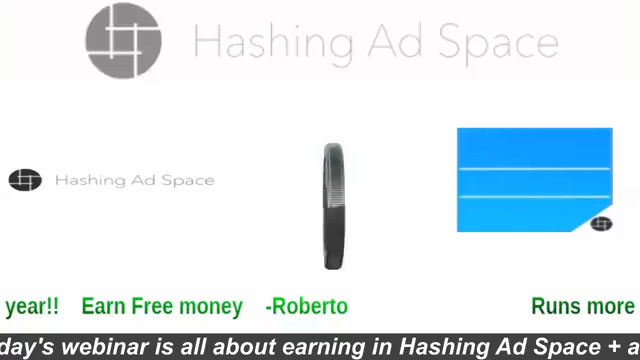 Hashing Ad Space
Hashing Ad Space
year!! Earn Free money -Roberto Runs more
webinar is all about earning in Hashing Ad Space +